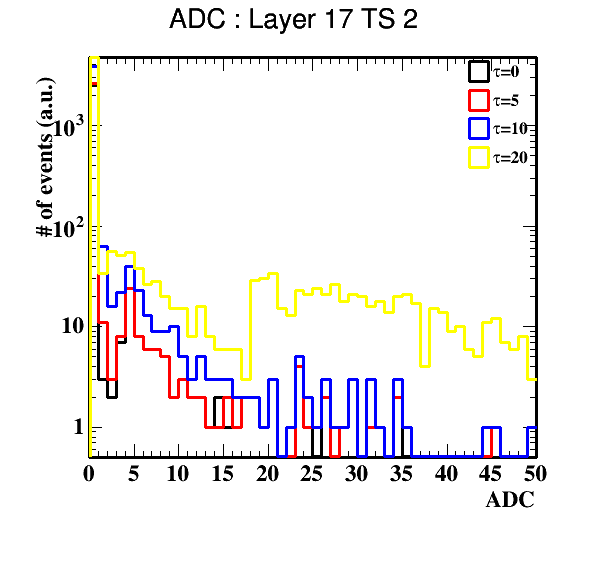 ADC : Layer 17 TS 2
# of events (a.u.)
τ=0
τ=5
τ=10
τ=20
10³
10²
10
1
0 5 10 15 20 25 30 35 40 45 50
ADC